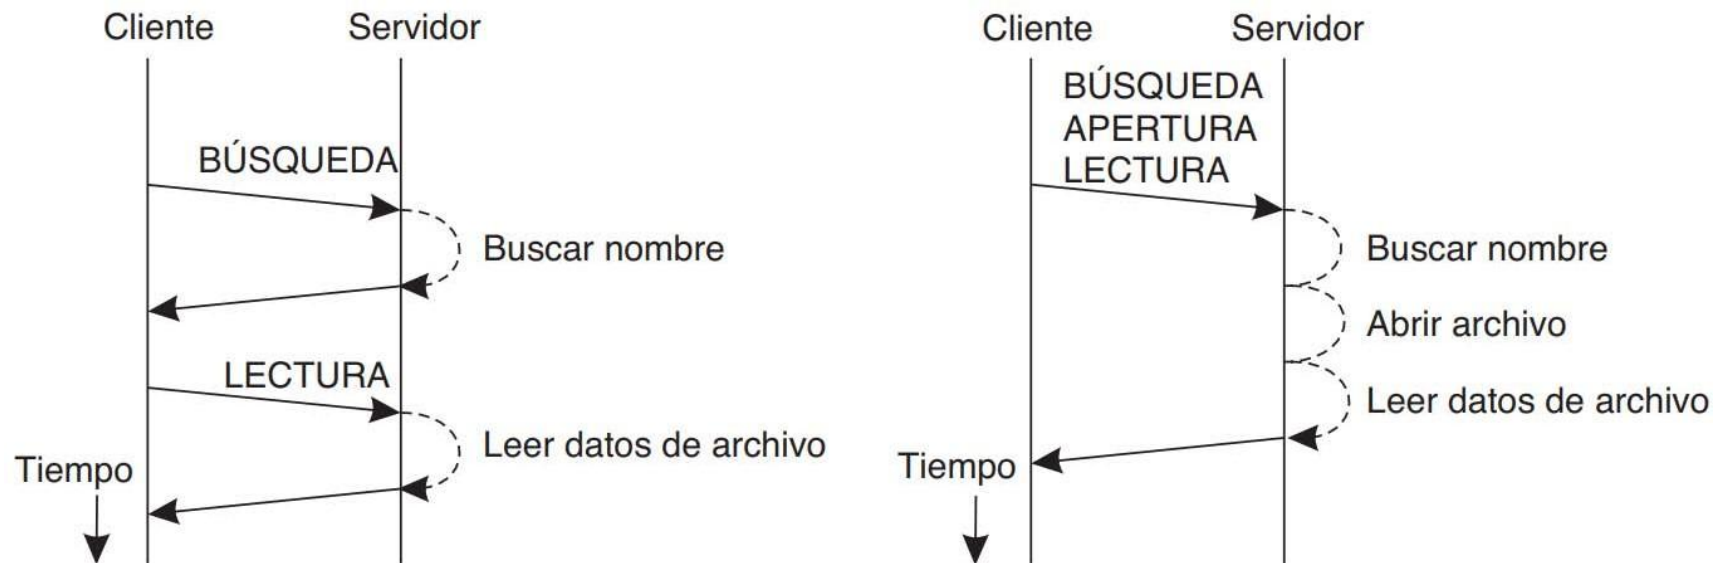 Cliente
Servidor
BÚSQUEDA
Buscar nombre
LECTURA
Leer datos de archivo
Tiempo
Cliente
Servidor
BÚSQUEDA
APERTURA
LECTURA
Buscar nombre
Abrir archivo
Leer datos de archivo
Tiempo